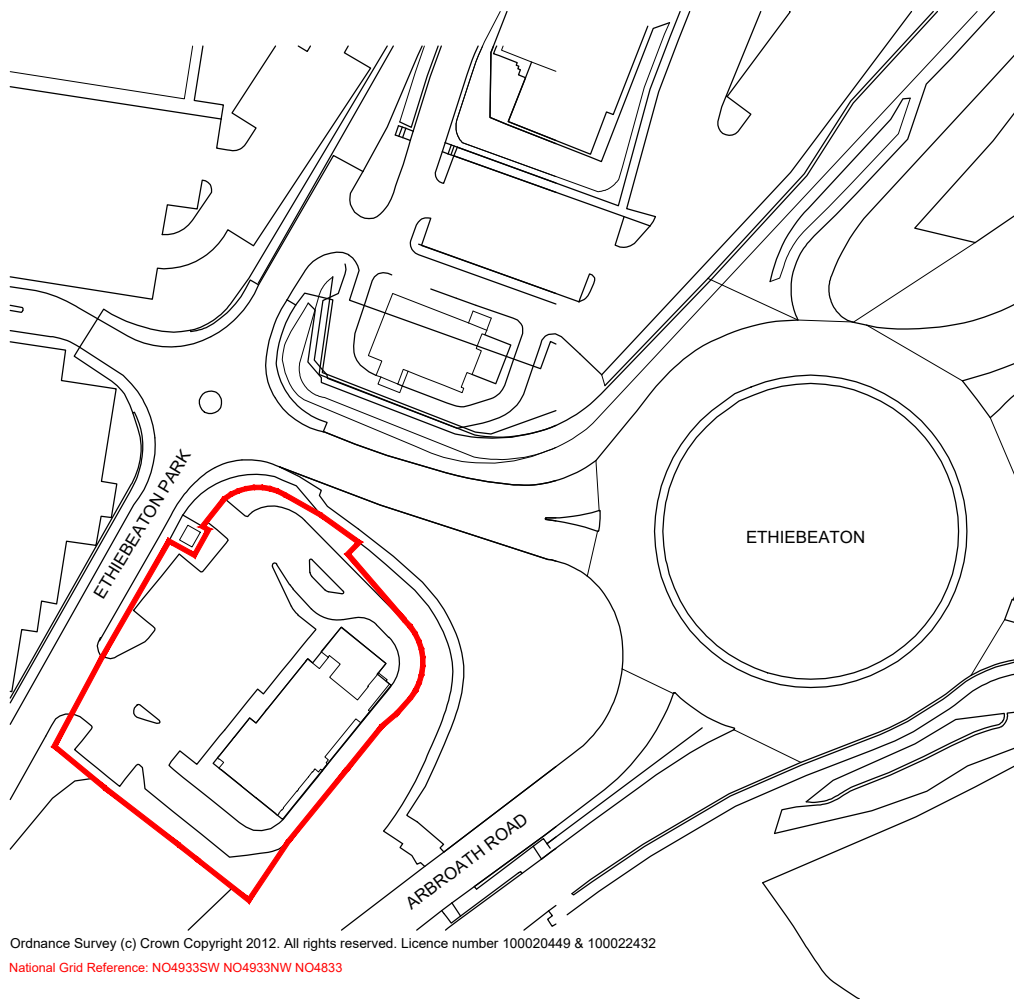 ETHIEBEATON PARK
ETHIEBEATON
ARBROATH ROAD
Ordnance Survey (c) Crown Copyright 2012. All rights reserved. Licence number 100020449 & 100022432
National Grid Reference: NO4933SW NO4933NW NO4833